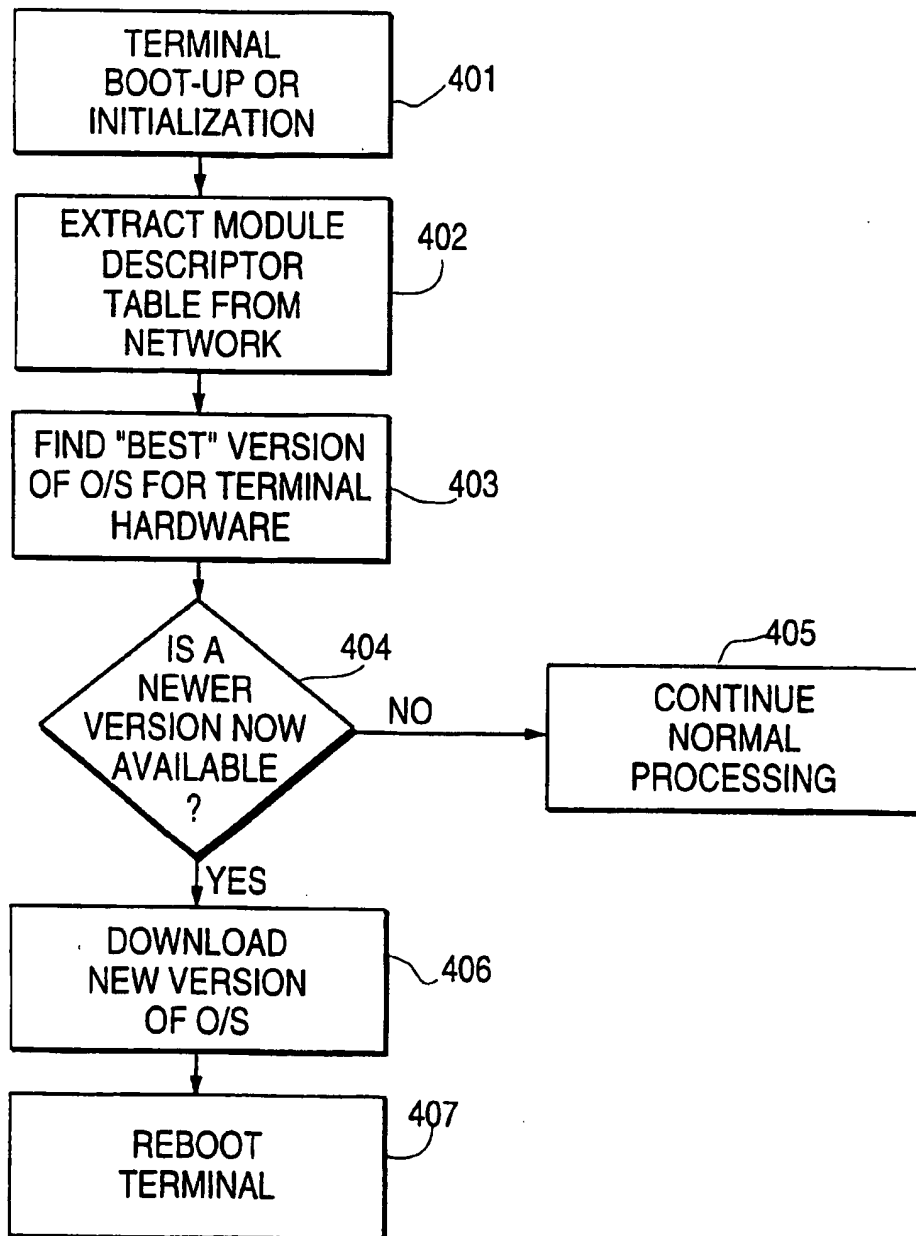 TERMINAL
BOOT-UP OR
INITIALIZATION
401
EXTRACT MODULE
DESCRIPTOR
TABLE FROM
NETWORK
402
FIND "BEST" VERSION
OF O/S FOR TERMINAL
HARDWARE
403
IS A
NEWER
VERSION NOW
AVAILABLE
?
404
NO
405
CONTINUE
NORMAL
PROCESSING
YES
DOWNLOAD
NEW VERSION
OF O/S
406
REBOOT
TERMINAL
407